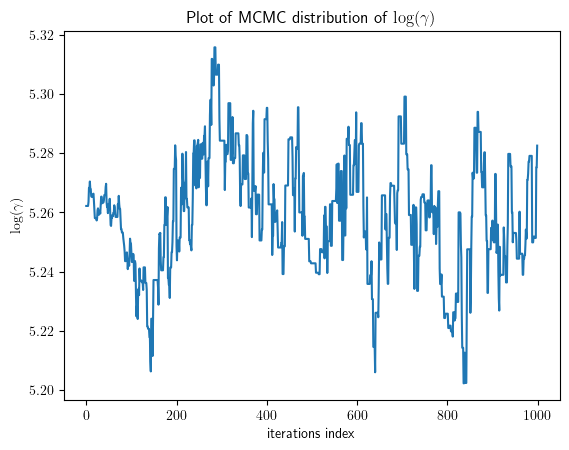 Plot of MCMC distribution of log(γ)
5.32
5.30
5.28
5.26
5.24
5.22
5.20
log(γ)
0 200 400 600 800 1000
iterations index